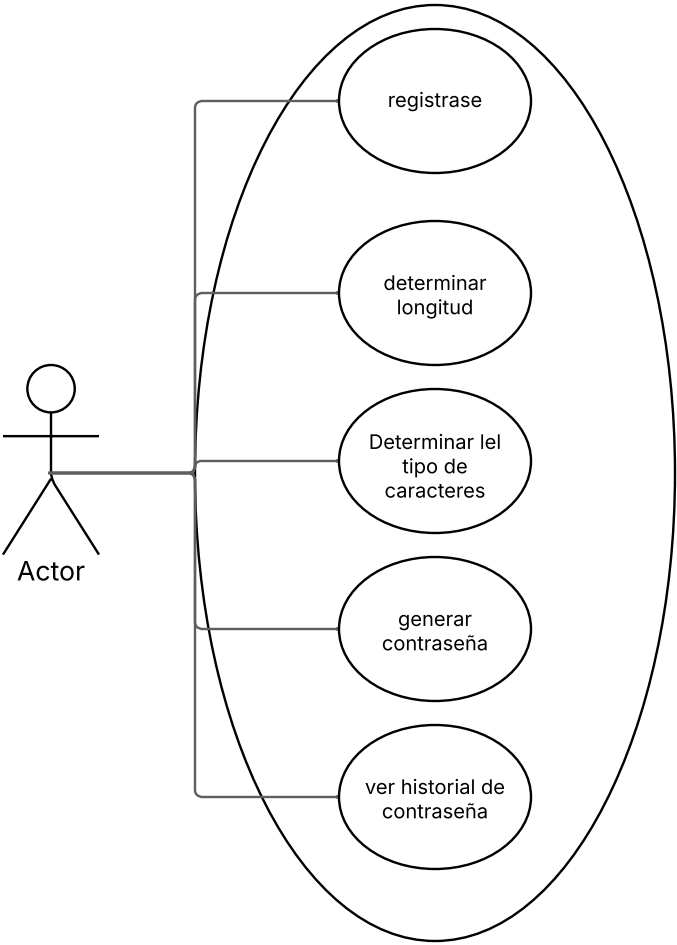 registrase
determinar
longitud
Determinar lel
tipo de
caracteres
Actor
generar
contraseña
ver historial de
contraseña